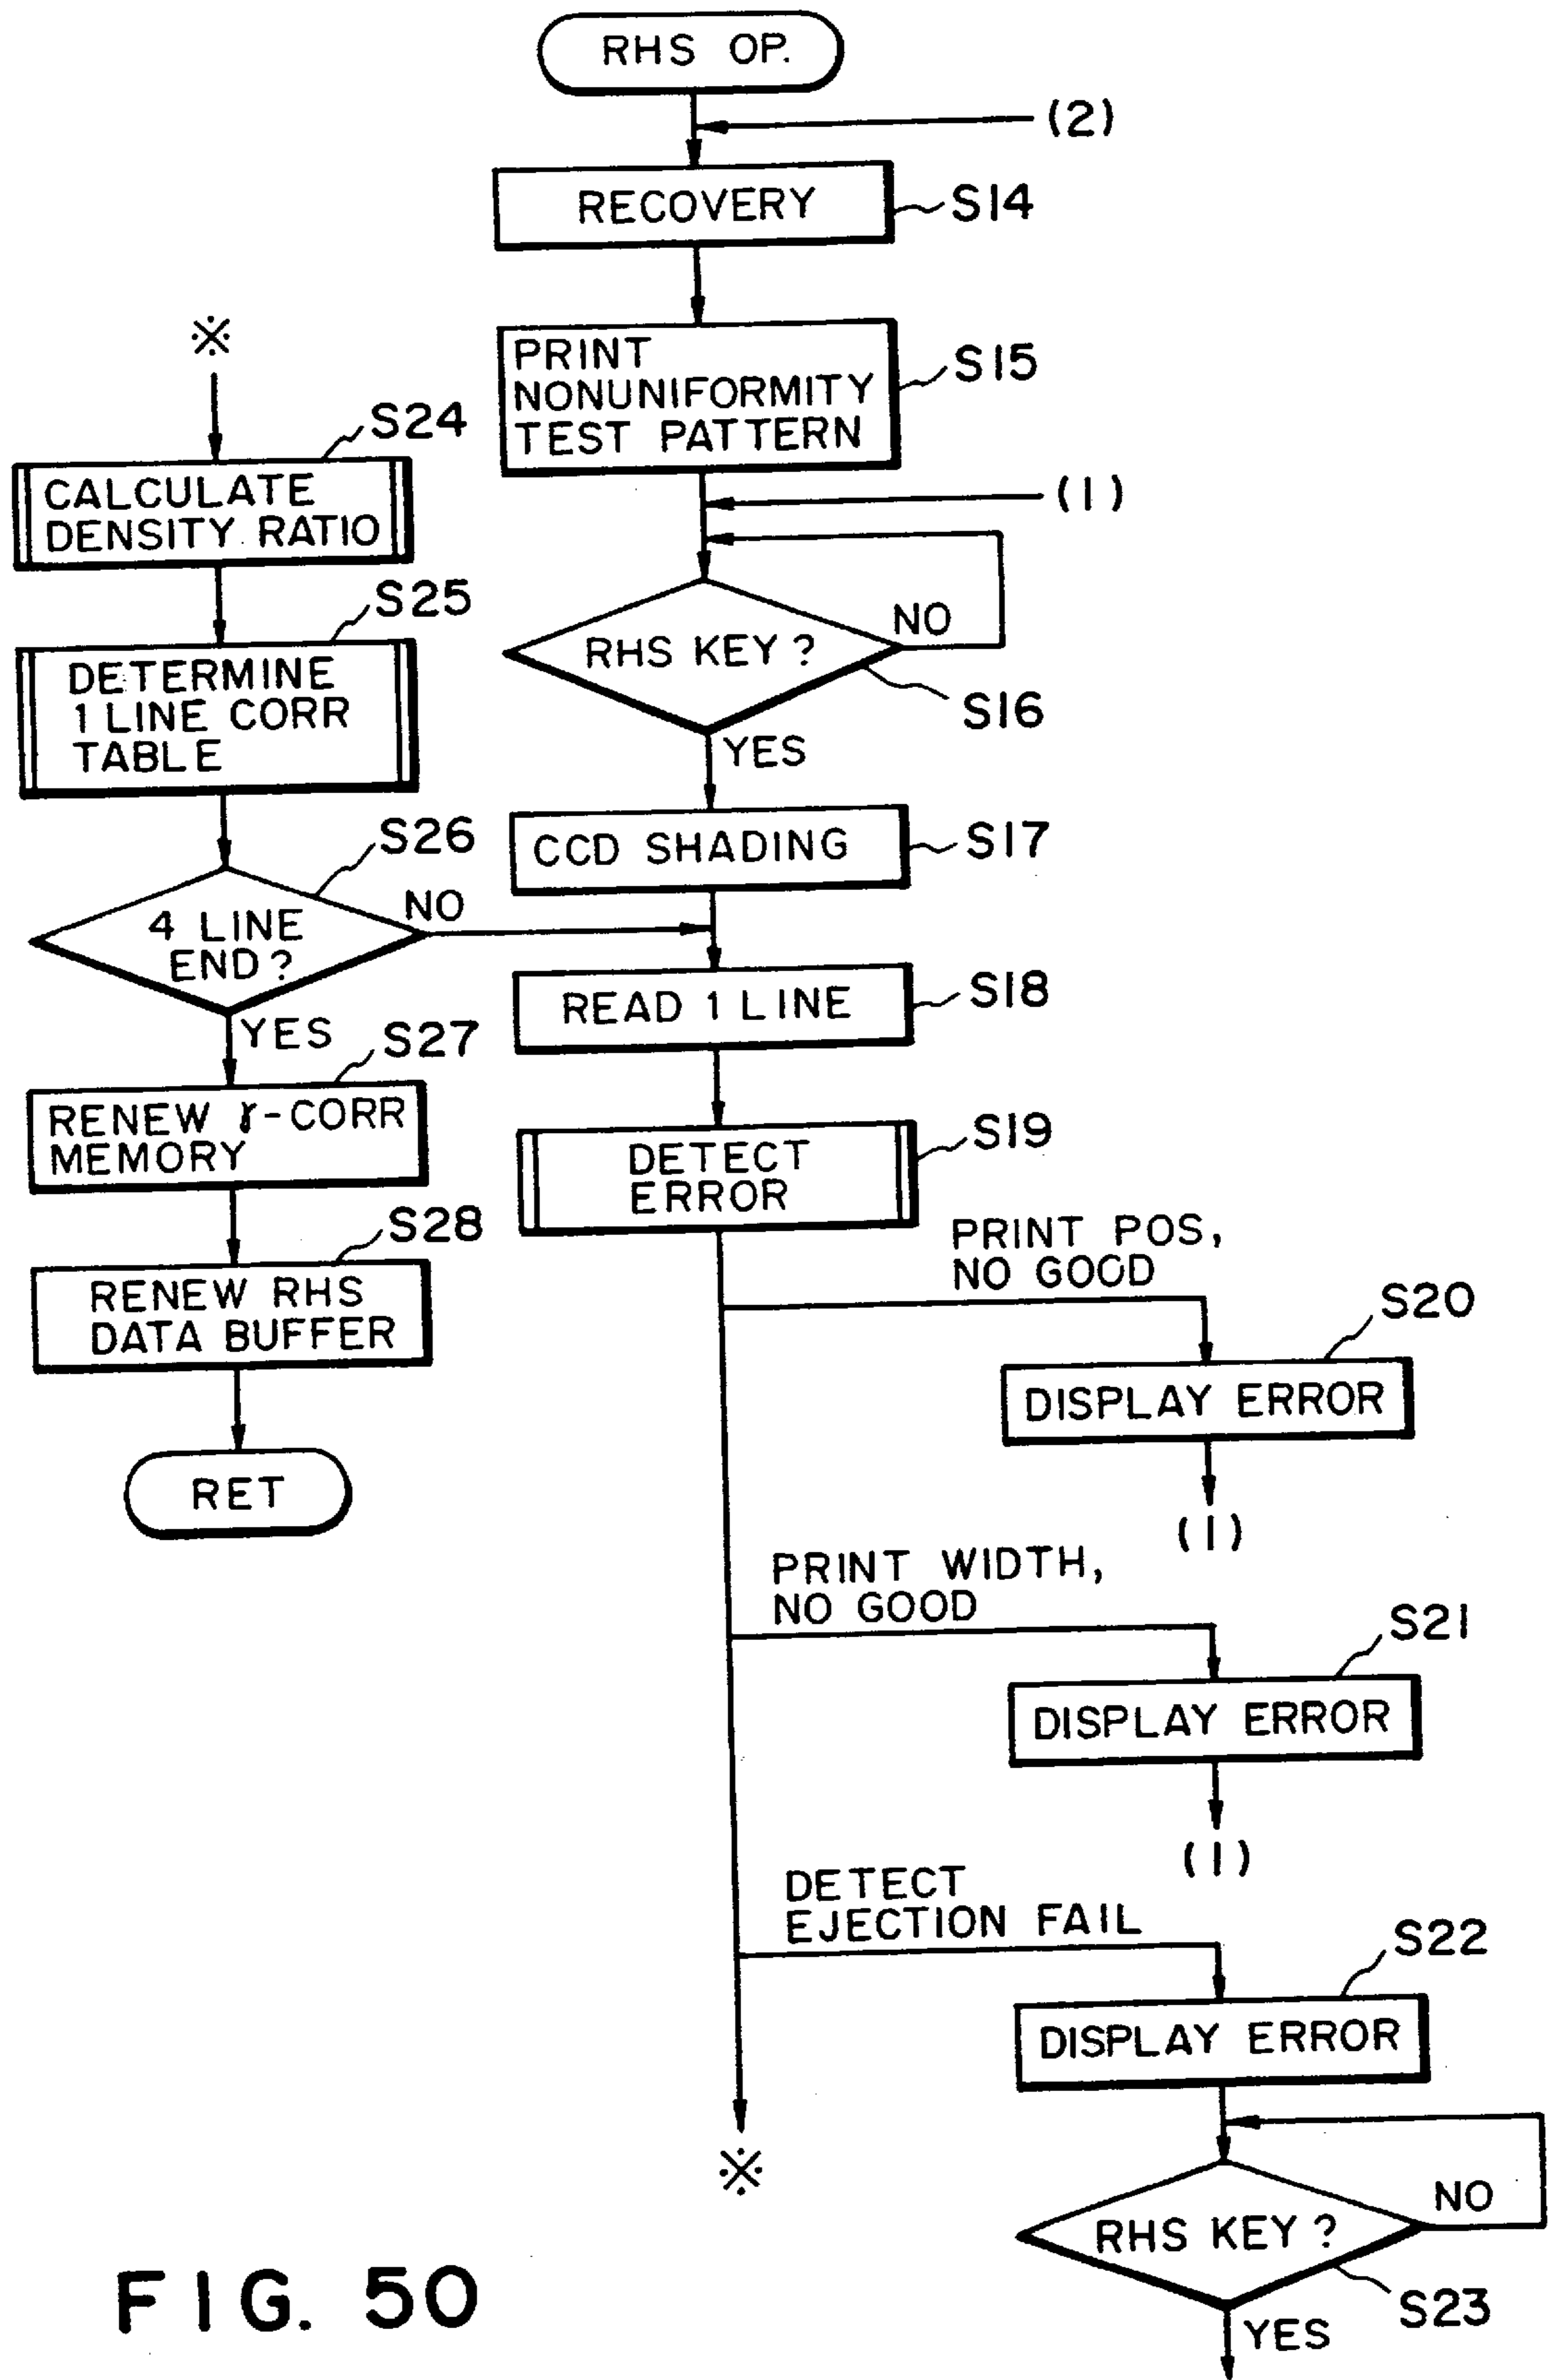 RHS OP.
(2)
RECOVERY
S14
PRINT
NONUNIFORMITY
TEST PATTERN
S15
(1)
RHS KEY?
NO
S16
YES
CCD SHADING
S17
READ 1 LINE
S18
DETECT
ERROR
S19
PRINT POS,
NO GOOD
S20
DISPLAY ERROR
(1)
PRINT WIDTH,
NO GOOD
S21
DISPLAY ERROR
(1)
DETECT
EJECTION FAIL
S22
DISPLAY ERROR
※
RHS KEY?
NO
S23
YES
※
S24
CALCULATE
DENSITY RATIO
S25
DETERMINE
1 LINE CORR
TABLE
S26
4 LINE
END?
NO
YES
S27
RENEW γ-CORR
MEMORY
S28
RENEW RHS
DATA BUFFER
RET
FIG. 50